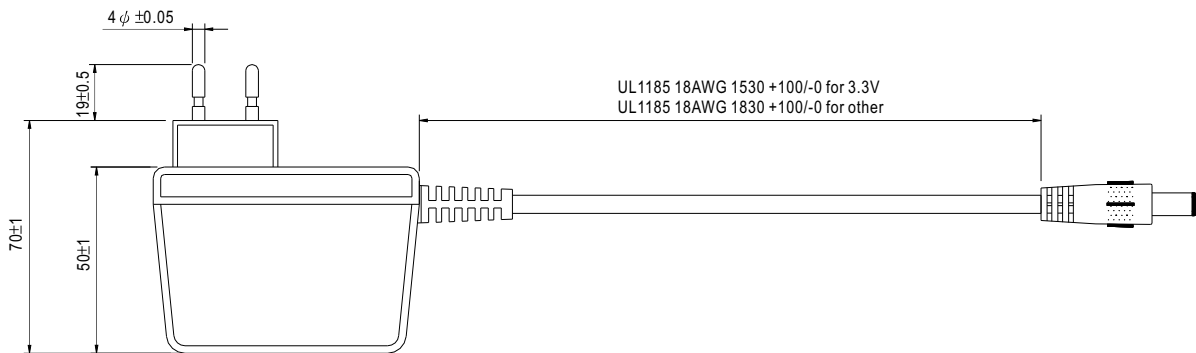 4ϕ ±0.05
19±0.5
UL1185 18AWG 1530 +100/-0 for 3.3V
UL1185 18AWG 1830 +100/-0 for other
70±1
50±1